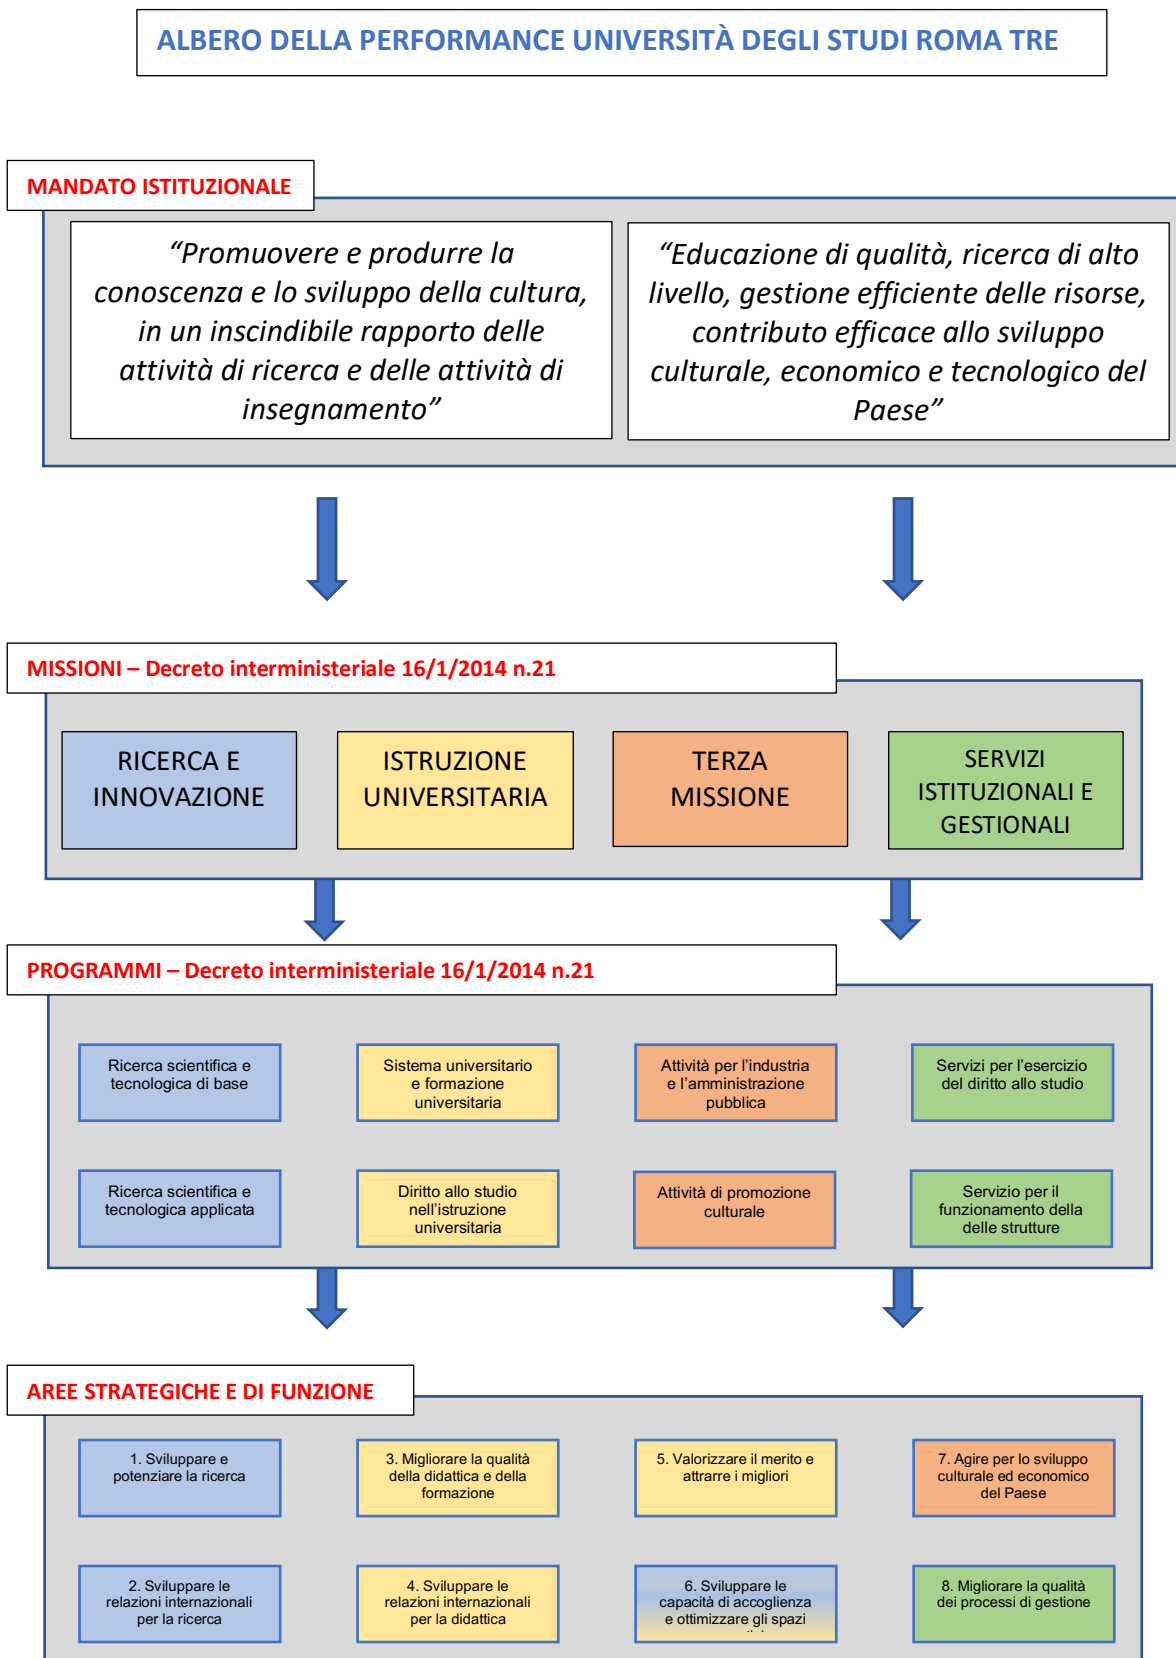 ALBERO DELLA PERFORMANCE UNIVERSITÀ DEGLI STUDI ROMA TRE
MANDATO ISTITUZIONALE
“Promuovere e produrre la
conoscenza e lo sviluppo della cultura,
in un inscindibile rapporto delle
attività di ricerca e delle attività di
insegnamento”
“Educazione di qualità, ricerca di alto
livello, gestione efficiente delle risorse,
contributo efficace allo sviluppo
culturale, economico e tecnologico del
Paese”
MISSIONI – Decreto interministeriale 16/1/2014 n.21
RICERCA E
INNOVAZIONE
ISTRUZIONE
UNIVERSITARIA
TERZA
MISSIONE
SERVIZI
ISTITUZIONALI E
GESTIONALI
PROGRAMMI – Decreto interministeriale 16/1/2014 n.21
Ricerca scientifica e
tecnologica di base
Sistema universitario
e formazione
universitaria
Attività per l’industria
e l’amministrazione
pubblica
Servizi per l’esercizio
del diritto allo studio
Ricerca scientifica e
tecnologica applicata
Diritto allo studio
nell’istruzione
universitaria
Attività di promozione
culturale
Servizio per il
funzionamento della
delle strutture
AREE STRATEGICHE E DI FUNZIONE
1. Sviluppare e
potenziare la ricerca
3. Migliorare la qualità
della didattica e della
formazione
5. Valorizzare il merito e
attrarre i migliori
7. Agire per lo sviluppo
culturale ed economico
del Paese
2. Sviluppare le
relazioni internazionali
per la ricerca
4. Sviluppare le
relazioni internazionali
per la didattica
6. Sviluppare le
capacità di accoglienza
e ottimizzare gli spazi
8. Migliorare la qualità
dei processi di gestione